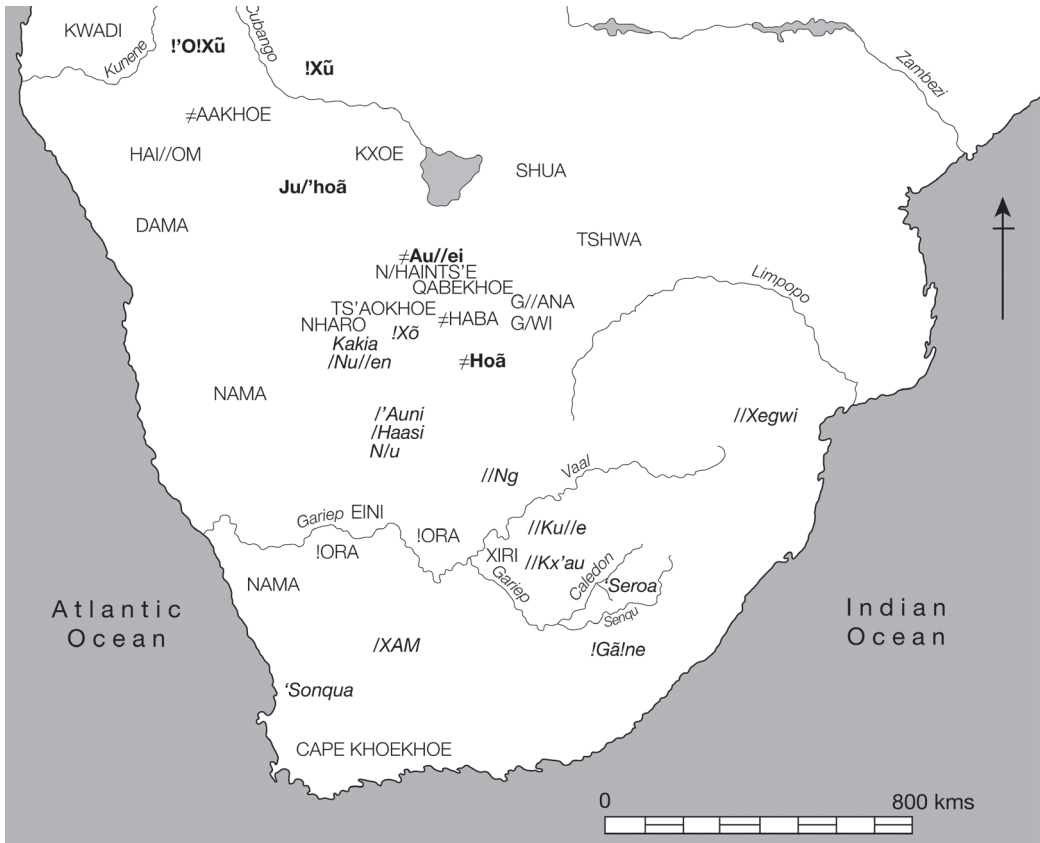 KWADI
!’O!Xũ
Kunene
Cubango
!Xũ
Zambezi
≠AAKHOE
HAI//OM
KXOE
SHUA
Ju/’hoã
DAMA
TSHWA
≠Au//ei
N/HAINTS’E
QABEKHOE
Limpopo
G//ANA
TS’AOKHOE
≠HABA
G/WI
NHARO
!Xõ
Kakia
/Nu//en
≠Hoã
NAMA
/’Auni
/Haasi
N/u
//Xegwi
//Ng
Vaal
Gariep
EINI
!ORA
//Ku//e
!ORA
XIRI
//Kx’au
NAMA
Gariep
Caledon
‘Seroa
Senqu
Atlantic
Ocean
Indian
Ocean
/XAM
!Gã!ne
‘Sonqua
CAPE KHOEKHOE
0
800 kms